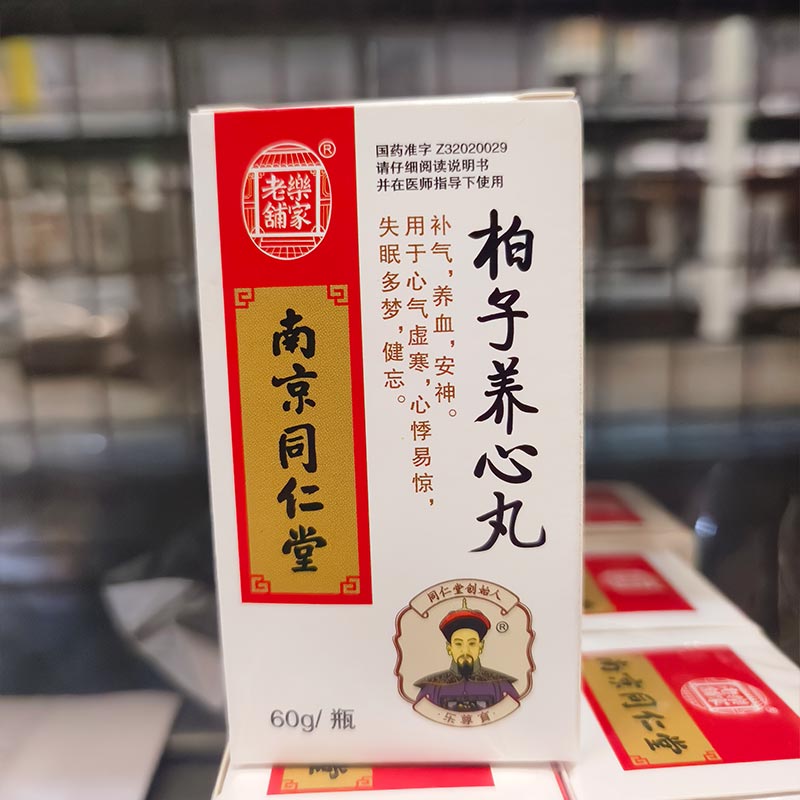 老樂
舖家
®
国药准字 Z32020029
请仔细阅读说明书
并在医师指导下使用
柏子养心丸
补气，养血，安神。
用于心气虚寒，心悸易惊，
失眠多梦，健忘。
南京同仁堂
同仁堂创始人
®
·乐尊育·
60g/ 瓶
南京同仁堂